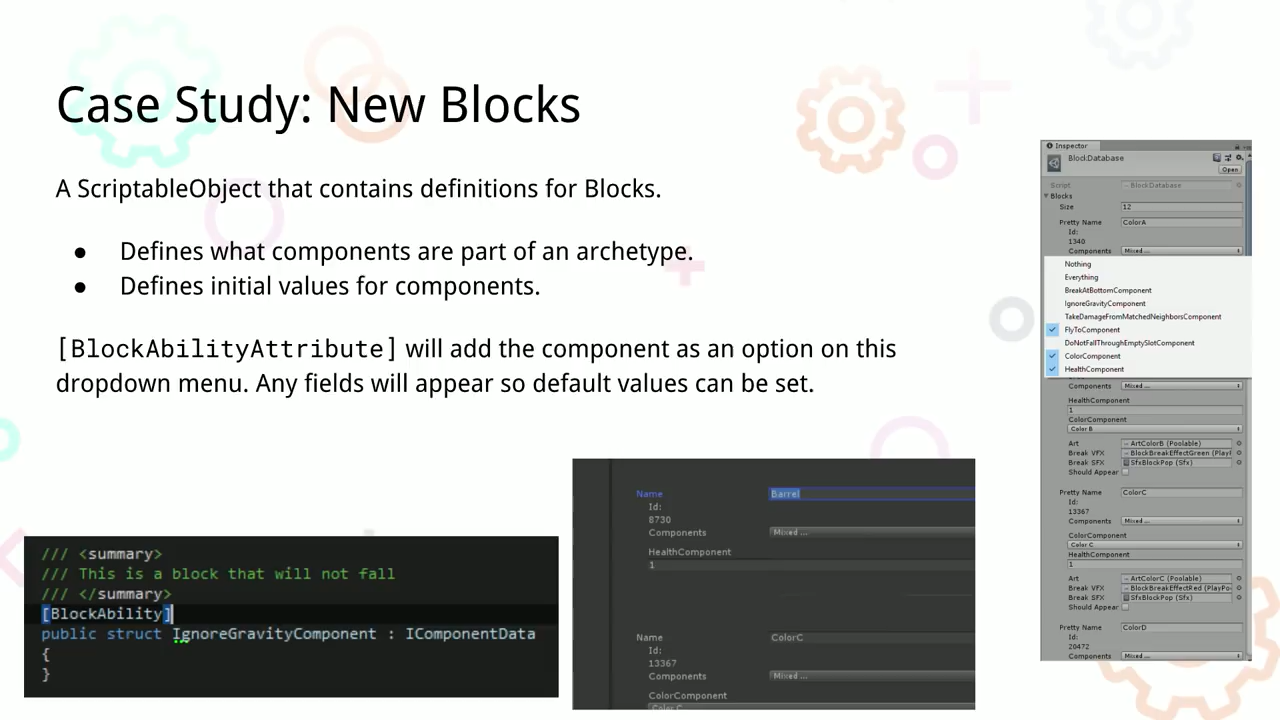 Case Study: New Blocks
A ScriptableObject that contains definitions for Blocks.
● Defines what components are part of an archetype.
● Defines initial values for components.
[BlockAbilityAttribute] will add the component as an option on this
dropdown menu. Any fields will appear so default values can be set.
/// <summary>
/// This is a block that will not fall
/// </summary>
[BlockAbility]
public struct IgnoreGravityComponent : IComponentData
{
}
Name Barrel
Id:
8730
Components Mixed ...
HealthComponent
1
Name ColorC
Id:
13367
Components Mixed ...
ColorComponent
Color C
Inspector
BlockDatabase
Open
Script BlockDatabase
Blocks
Size 12
Pretty Name ColorA
Id:
1340
Components Mixed ...
Nothing
Everything
BreakAtBottomComponent
IgnoreGravityComponent
TakeDamageFromMatchedNeighborsComponent
FlyToComponent
DoNotFallThroughEmptySlotComponent
ColorComponent
HealthComponent
Components Mixed ...
HealthComponent
1
ColorComponent
Color B
Art ArtColorB (Poolable)
Break VFX BlockBreakEffectGreen (PlayP
Break SFX SfxBlockPop (Sfx)
Should Appear
Pretty Name ColorC
Id:
13367
Components Mixed ...
ColorComponent
Color C
HealthComponent
1
Art ArtColorC (Poolable)
Break VFX BlockBreakEffectRed (PlayPo
Break SFX SfxBlockPop (Sfx)
Should Appear
Pretty Name ColorD
Id:
20472
Components Mixed ...